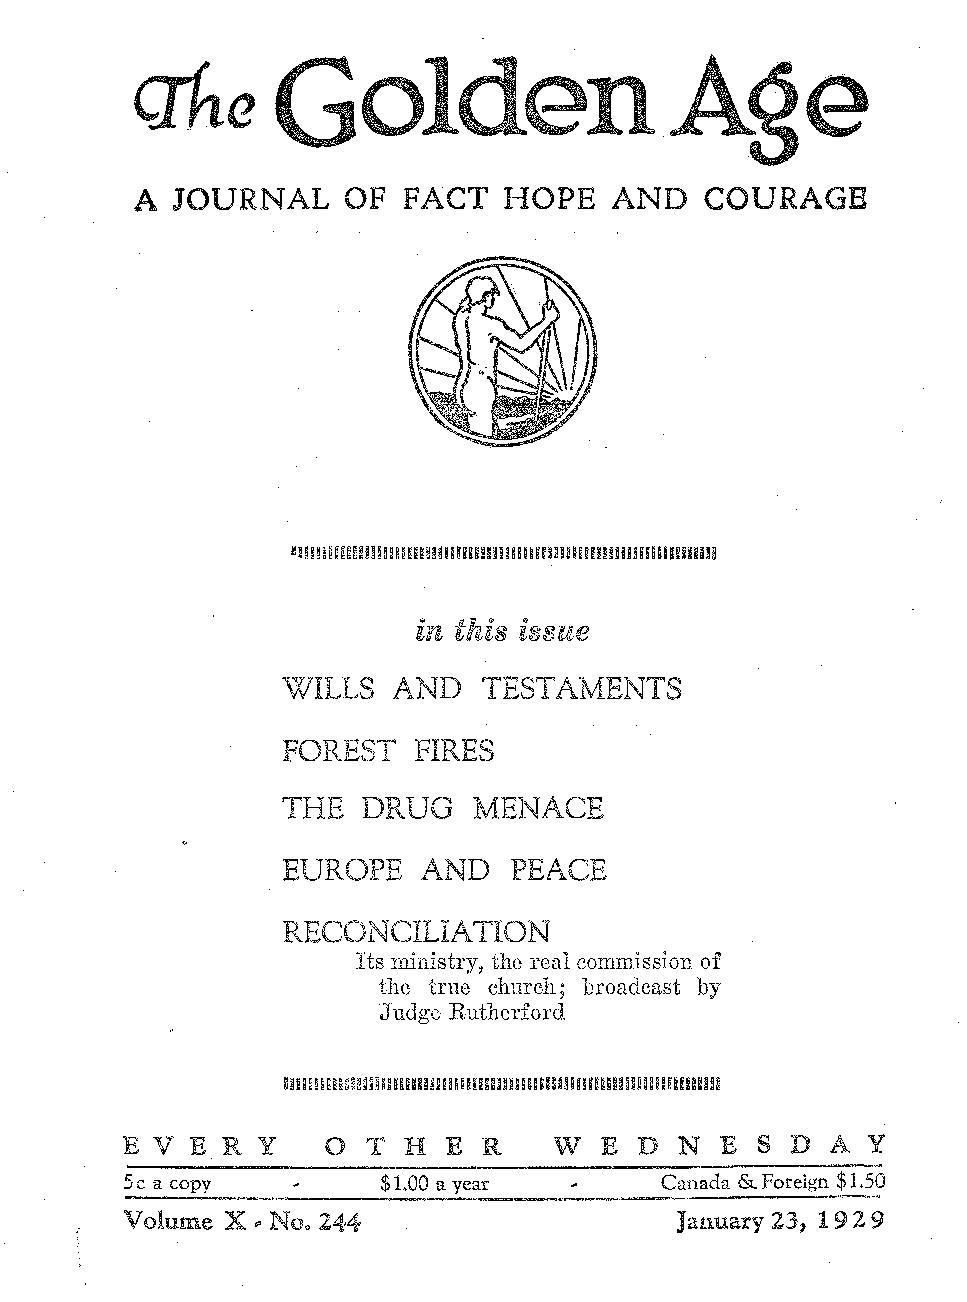 The Golden Age
A JOURNAL OF FACT HOPE AND COURAGE
in this issue
WILLS AND TESTAMENTS
FOREST FIRES
THE DRUG MENACE
EUROPE AND PEACE
RECONCILIATION
Its ministry, the real commission of
the true church; broadcast by
Judge Rutherford
EVERY OTHER WEDNESDAY
5c a copy - $1.00 a year - Canada & Foreign $1.50
Volume X - No. 244 January 23, 1929